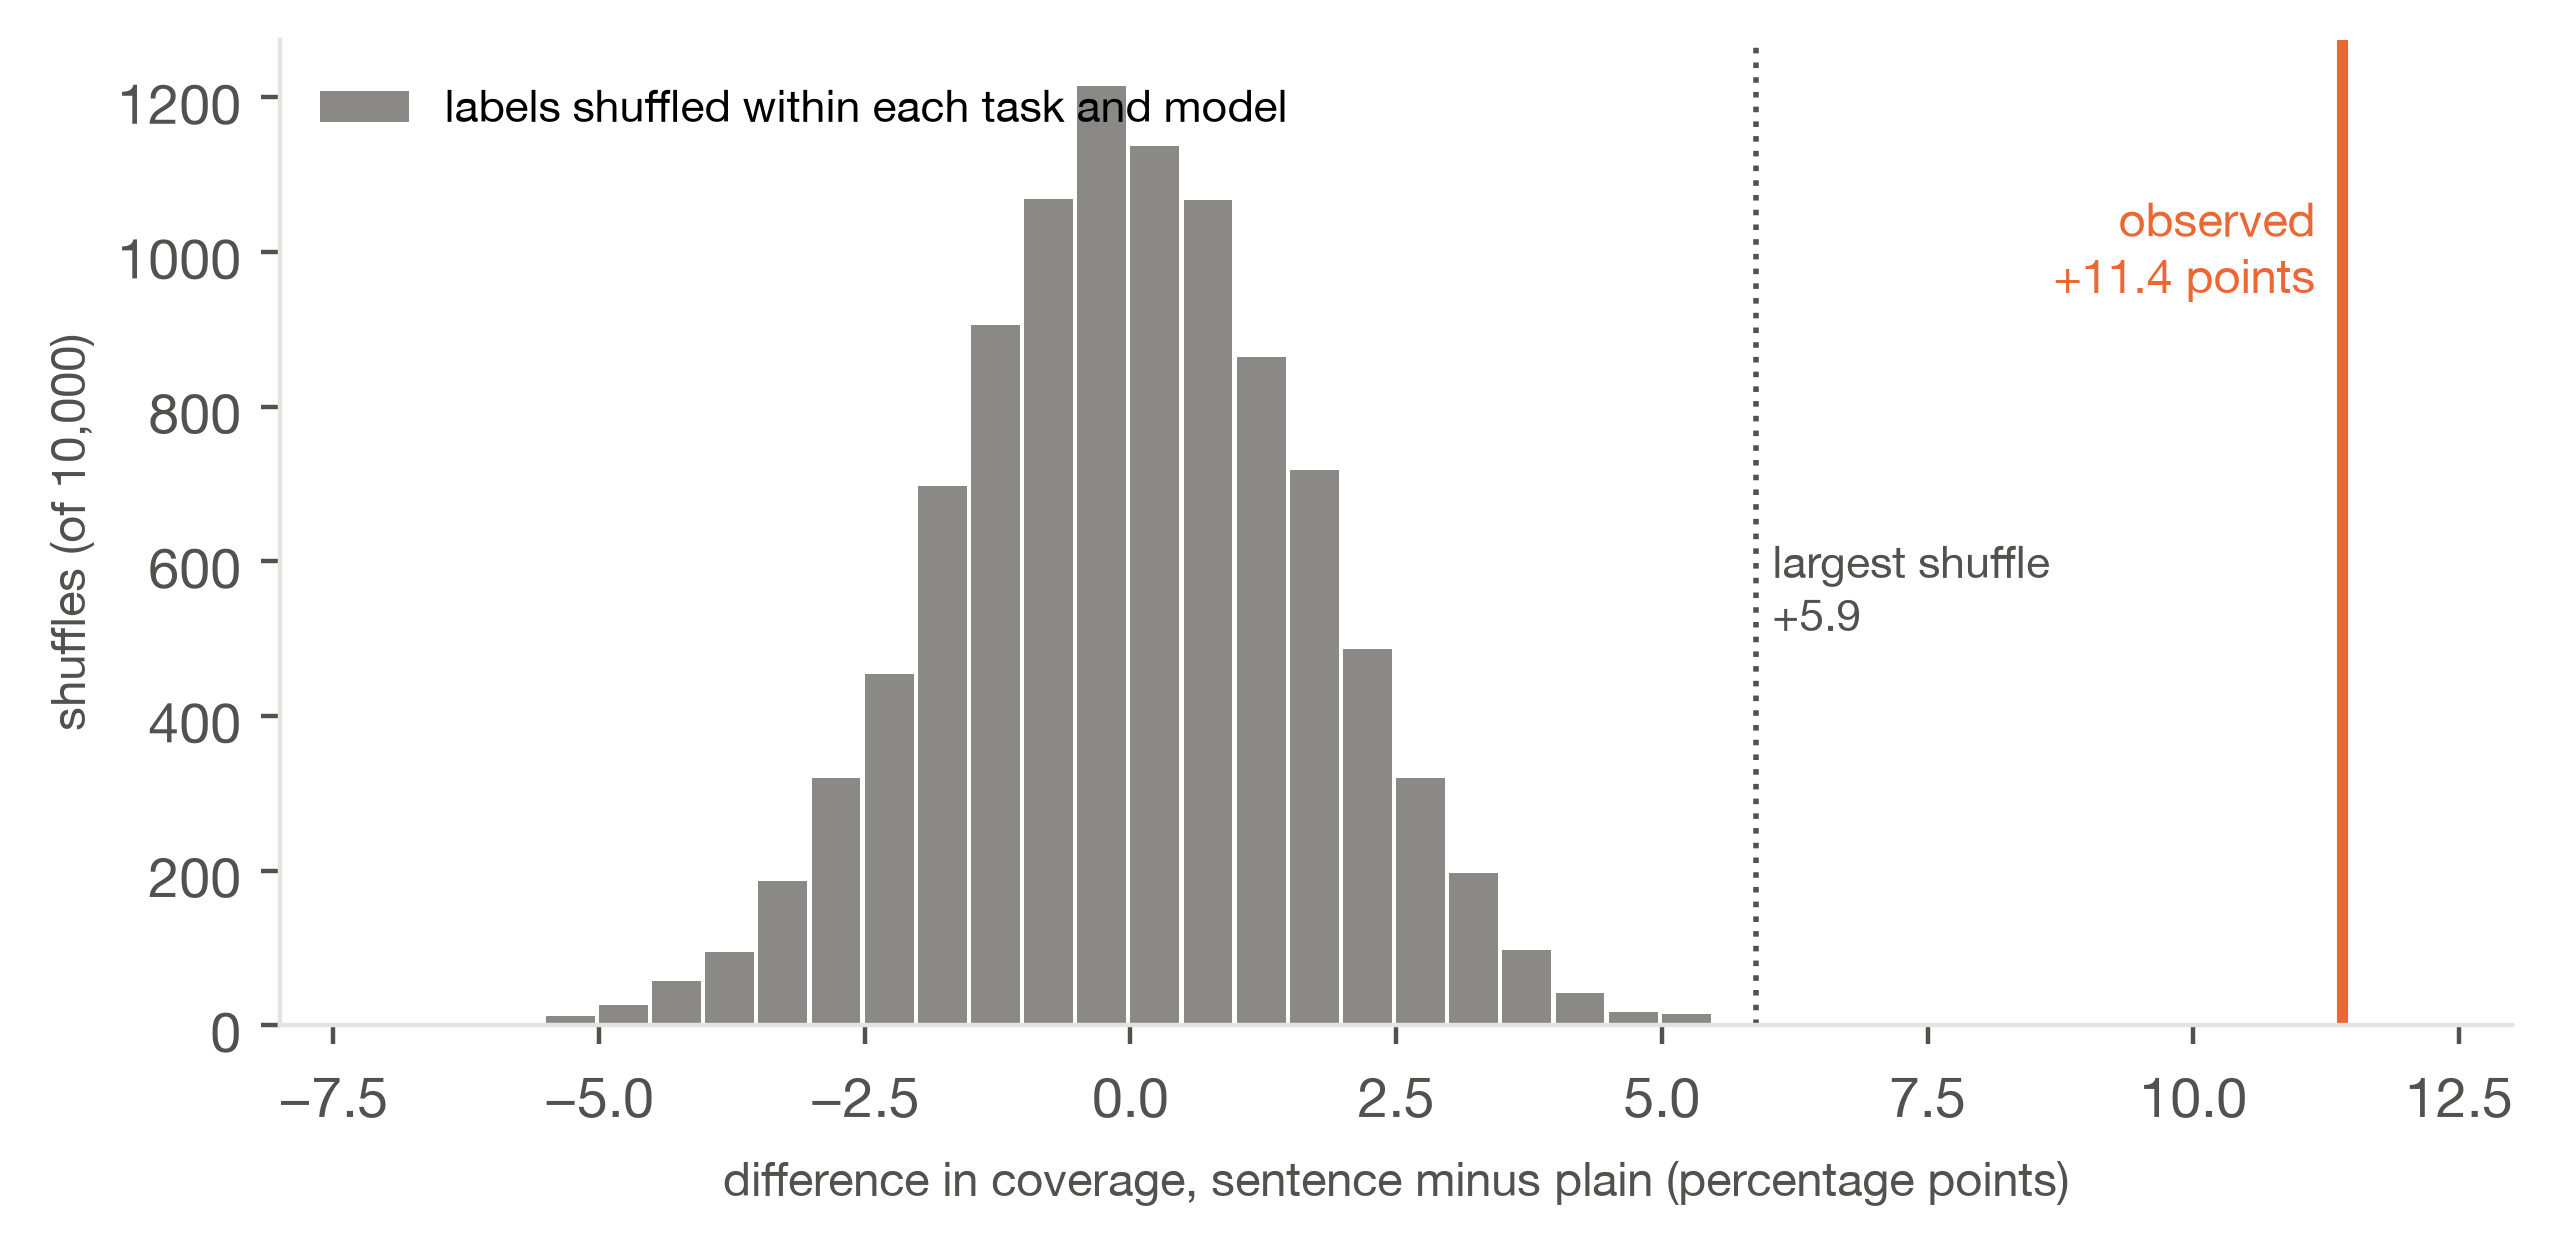 labels shuffled within each task and model
observed
+11.4 points
largest shuffle
+5.9
shuffles (of 10,000)
1200
1000
800
600
400
200
0
−7.5 −5.0 −2.5 0.0 2.5 5.0 7.5 10.0 12.5
difference in coverage, sentence minus plain (percentage points)